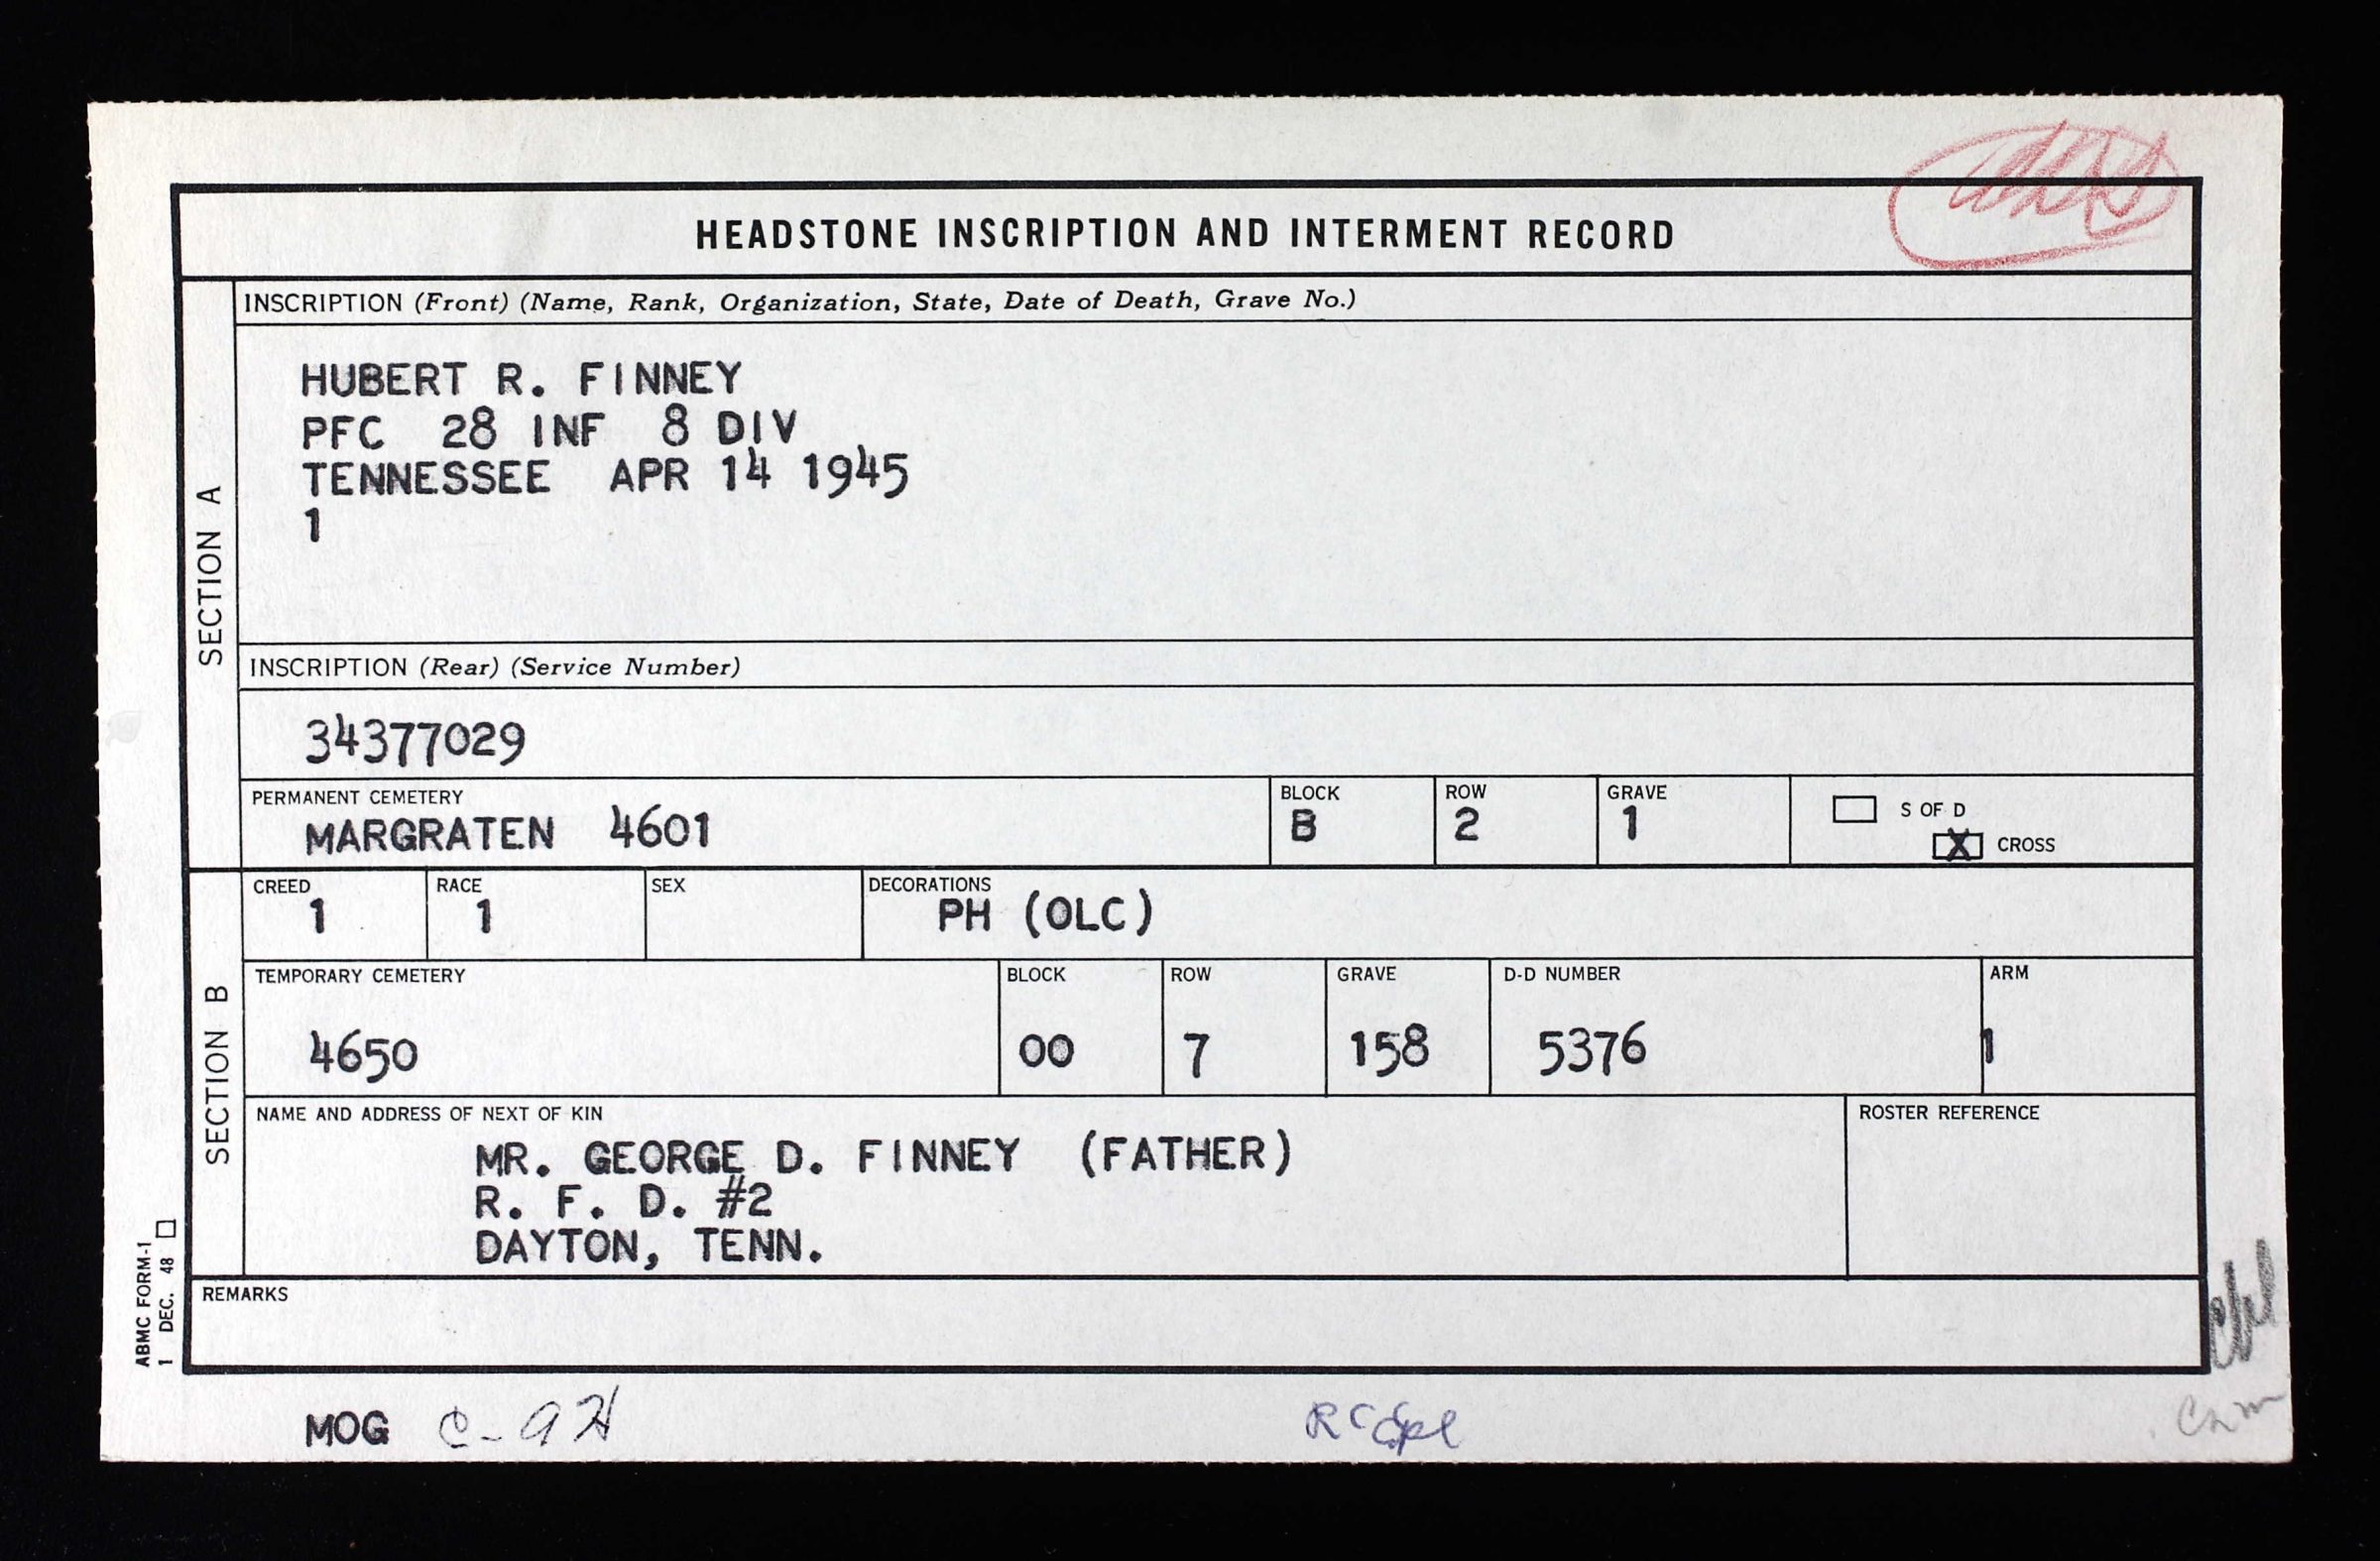 HEADSTONE INSCRIPTION AND INTERMENT RECORD
SECTION A
INSCRIPTION (Front) (Name, Rank, Organization, State, Date of Death, Grave No.)
HUBERT R. FINNEY
PFC 28 INF 8 DIV
TENNESSEE APR 14 1945
1
INSCRIPTION (Rear) (Service Number)
34377029
PERMANENT CEMETERY BLOCK ROW GRAVE
MARGRATEN 4601 B 2 1
S OF D
X CROSS
SECTION B
CREED RACE SEX DECORATIONS
1 1 PH (OLC)
TEMPORARY CEMETERY BLOCK ROW GRAVE D-D NUMBER ARM
4650 00 7 158 5376 1
NAME AND ADDRESS OF NEXT OF KIN ROSTER REFERENCE
MR. GEORGE D. FINNEY (FATHER)
R. F. D. #2
DAYTON, TENN.
REMARKS
ABMC FORM-1
1 DEC. 48
MOG